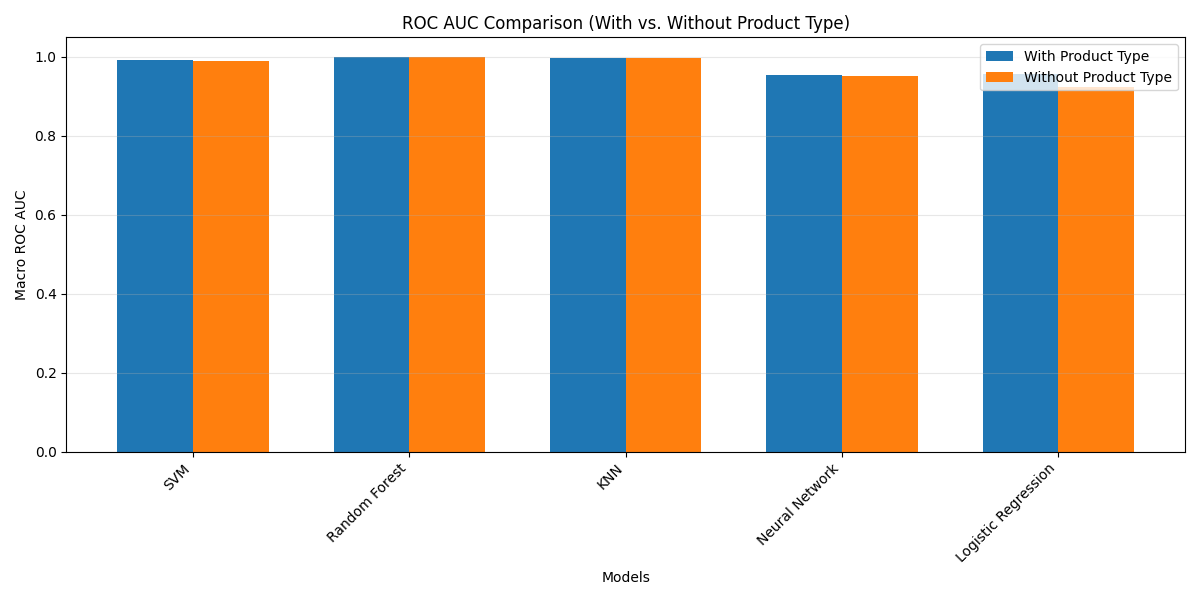 ROC AUC Comparison (With vs. Without Product Type)
With Product Type
Without Product Type
Macro ROC AUC
1.0
0.8
0.6
0.4
0.2
0.0
SVM
Random Forest
KNN
Neural Network
Logistic Regression
Models